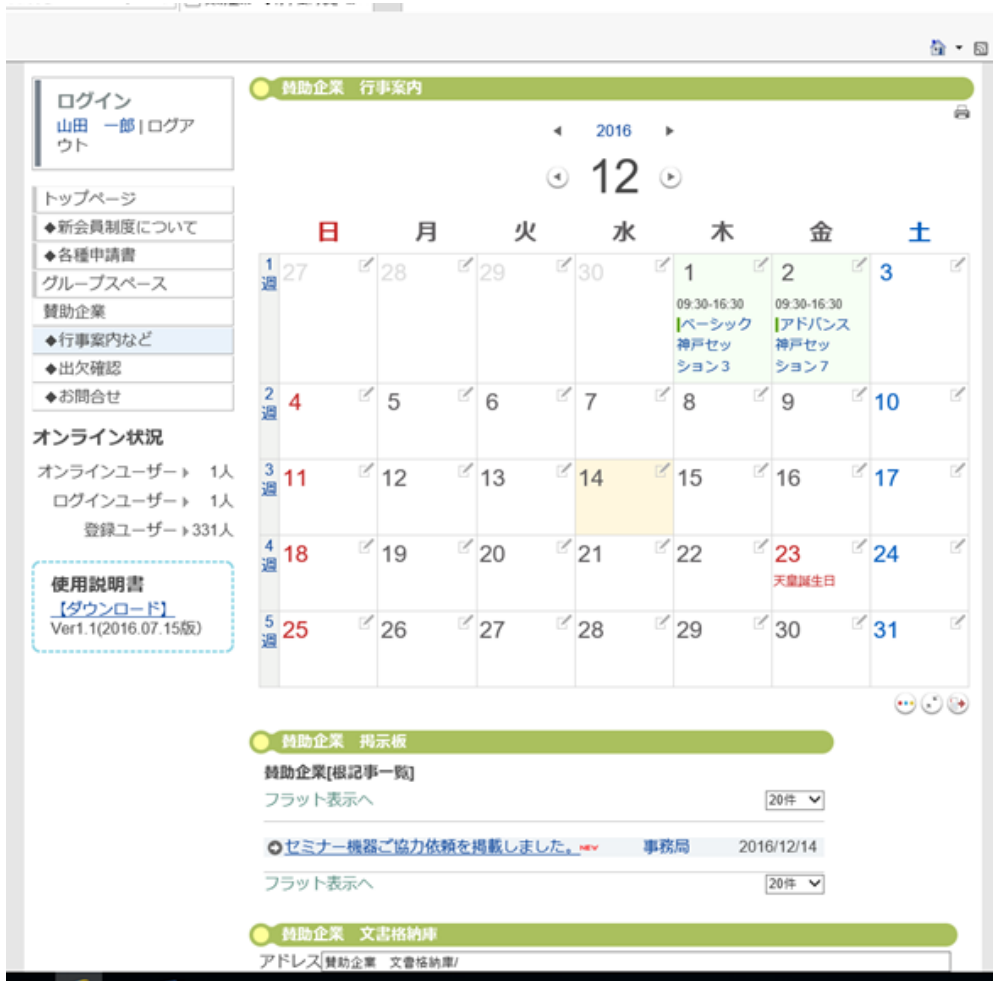 ログイン
山田 一郎|ログア
ウト
トップページ
◆新会員制度について
◆各種申請書
グループスペース
賛助企業
◆行事案内など
◆出欠確認
◆お問合せ
オンライン状況
オンラインユーザー 1人
ログインユーザー 1人
登録ユーザー 331人
使用説明書
【ダウンロード】
Ver1.1(2016.07.15版)
賛助企業 行事案内
2016
12
日 月 火 水 木 金 土
1週 27 28 29 30 1 2 3
09:30-16:30
ベーシック
神戸セッ
ション3
09:30-16:30
アドバンス
神戸セッ
ション7
2週 4 5 6 7 8 9 10
3週 11 12 13 14 15 16 17
4週 18 19 20 21 22 23 24
天皇誕生日
5週 25 26 27 28 29 30 31
賛助企業 掲示板
賛助企業[根記事一覧]
フラット表示へ 20件
セミナー機器ご協力依頼を掲載しました。 NEW 事務局 2016/12/14
フラット表示へ 20件
賛助企業 文書格納庫
アドレス 賛助企業 文書格納庫/